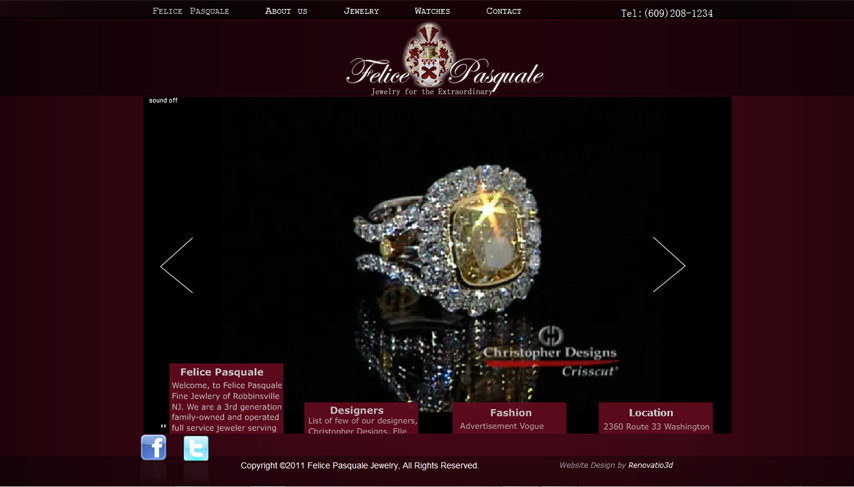 Felice Pasquale About us Jewelry Watches Contact Tel:(609)208-1234
Felice Pasquale
Jewelry for the Extraordinary
sound off
Christopher Designs
Crisscut®
Felice Pasquale
Welcome, to Felice Pasquale
Fine Jewlery of Robbinsville
NJ. We are a 3rd generation
family-owned and operated
full service jeweler serving
Designers
List of few of our designers,
Christopher Designs, Elle
Fashion
Advertisement Vogue
Location
2360 Route 33 Washington
"
f
t
Copyright ©2011 Felice Pasquale Jewelry, All Rights Reserved.
Website Design by Renovatio3d